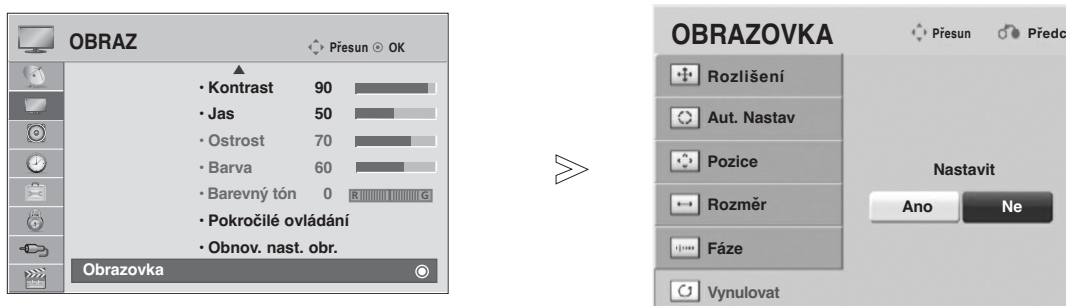 OBRAZ
Přesun OK
Kontrast 90
Jas 50
Ostrost 70
Barva 60
Barevný tón 0 R G
Pokročilé ovládání
Obnov. nast. obr.
Obrazovka
OBRAZOVKA
Přesun Předc
Rozlišení
Aut. Nastav
Pozice
Rozměr
Fáze
Vynulovat
Nastavit
Ano Ne